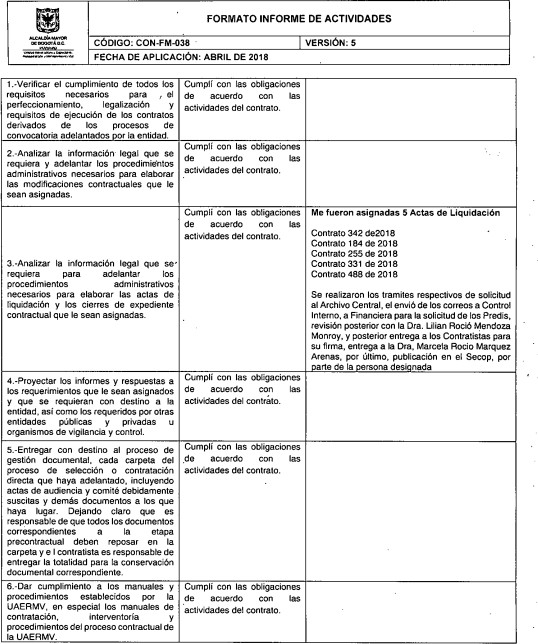 FORMATO INFORME DE ACTIVIDADES
ALCALDÍA MAYOR
DE BOGOTÁ D.C.
CÓDIGO: CON-FM-038
VERSIÓN: 5
FECHA DE APLICACIÓN: ABRIL DE 2018
1.-Verificar el cumplimiento de todos los
requisitos necesarios para el
perfeccionamiento, legalización y
requisitos de ejecución de los contratos
derivados de los procesos de
convocatoria adelantados por la entidad.
Cumplí con las obligaciones
de acuerdo con las
actividades del contrato.
2.-Analizar la información legal que se
requiera y adelantar los procedimientos
administrativos necesarios para elaborar
las modificaciones contractuales que le
sean asignadas.
Cumplí con las obligaciones
de acuerdo con las
actividades del contrato.
3.-Analizar la información legal que se
requiera para adelantar los
procedimientos administrativos
necesarios para elaborar las actas de
liquidación y los cierres de expediente
contractual que le sean asignadas.
Cumplí con las obligaciones
de acuerdo con las
actividades del contrato.
Me fueron asignadas 5 Actas de Liquidación
Contrato 342 de2018
Contrato 184 de 2018
Contrato 255 de 2018
Contrato 331 de 2018
Contrato 488 de 2018
Se realizaron los tramites respectivos de solicitud
al Archivo Central, el envió de los correos a Control
Interno, a Financiera para la solicitud de los Predis,
revisión posterior con la Dra. Lilian Roció Mendoza
Monroy, y posterior entrega a los Contratistas para
su firma, entrega a la Dra, Marcela Rocio Marquez
Arenas, por último, publicación en el Secop, por
parte de la persona designada
4.-Proyectar los informes y respuestas a
los requerimientos que le sean asignados
y que se requieran con destino a la
entidad, así como los requeridos por otras
entidades públicas y privadas u
organismos de vigilancia y control.
Cumplí con las obligaciones
de acuerdo con las
actividades del contrato.
5.-Entregar con destino al proceso de
gestión documental, cada carpeta del
proceso de selección o contratación
directa que haya adelantado, incluyendo
actas de audiencia y comité debidamente
suscitas y demás documentos a los que
haya lugar. Dejando claro que es
responsable de que todos los documentos
correspondientes a la etapa
precontractual deben reposar en la
carpeta y e l contratista es responsable de
entregar la totalidad para la conservación
documental correspondiente.
Cumplí con las obligaciones
de acuerdo con las
actividades del contrato.
6.-Dar cumplimiento a los manuales y
procedimientos establecidos por la
UAERMV, en especial los manuales de
contratación, interventoría y
procedimientos del proceso contractual de
la UAERMV.
Cumplí con las obligaciones
de acuerdo con las
actividades del contrato.